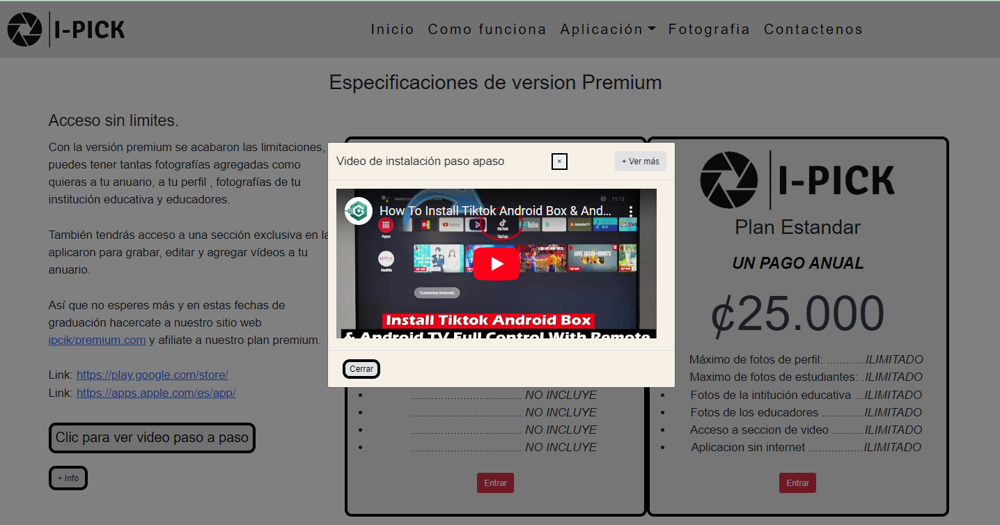 I-PICK
Inicio Como funciona Aplicación Fotografia Contactenos
Especificaciones de version Premium
Acceso sin limites.
Con la versión premium se acabaron las limitaciones,
puedes tener tantas fotografías agregadas como
quieras a tu anuario, a tu perfil , fotografías de tu
institución educativa y educadores.
También tendrás acceso a una sección exclusiva en la
aplicaron para grabar, editar y agregar vídeos a tu
anuario.
Así que no esperes más y en estas fechas de
graduación hacercate a nuestro sitio web
ipcik/premium.com y afiliate a nuestro plan premium.
Link: https://play.google.com/store/
Link: https://apps.apple.com/es/app/
Clic para ver video paso a paso
+ Info
Video de instalación paso apaso
×
+ Ver más
How To Install Tiktok Android Box & And...
11:13
YouTube
TikTok
Apps
TikTok
NETFLIX
Netflix
LOVE DEATH+ROBOTS
Customize channels
Install Tiktok Android Box
& Android TV Full Control With Remote
Cerrar
• ................................. NO INCLUYE
• ................................. NO INCLUYE
• ................................. NO INCLUYE
• ................................. NO INCLUYE
Entrar
I-PICK
Plan Estandar
UN PAGO ANUAL
₡25.000
Máximo de fotos de perfil: ............ILIMITADO
Maximo de fotos de estudiantes: .ILIMITADO
• Fotos de la intitución educativa ...ILIMITADO
• Fotos de los educadores .............ILIMITADO
• Acceso a seccion de video ..........ILIMITADO
• Aplicacion sin internet .................ILIMITADO
Entrar